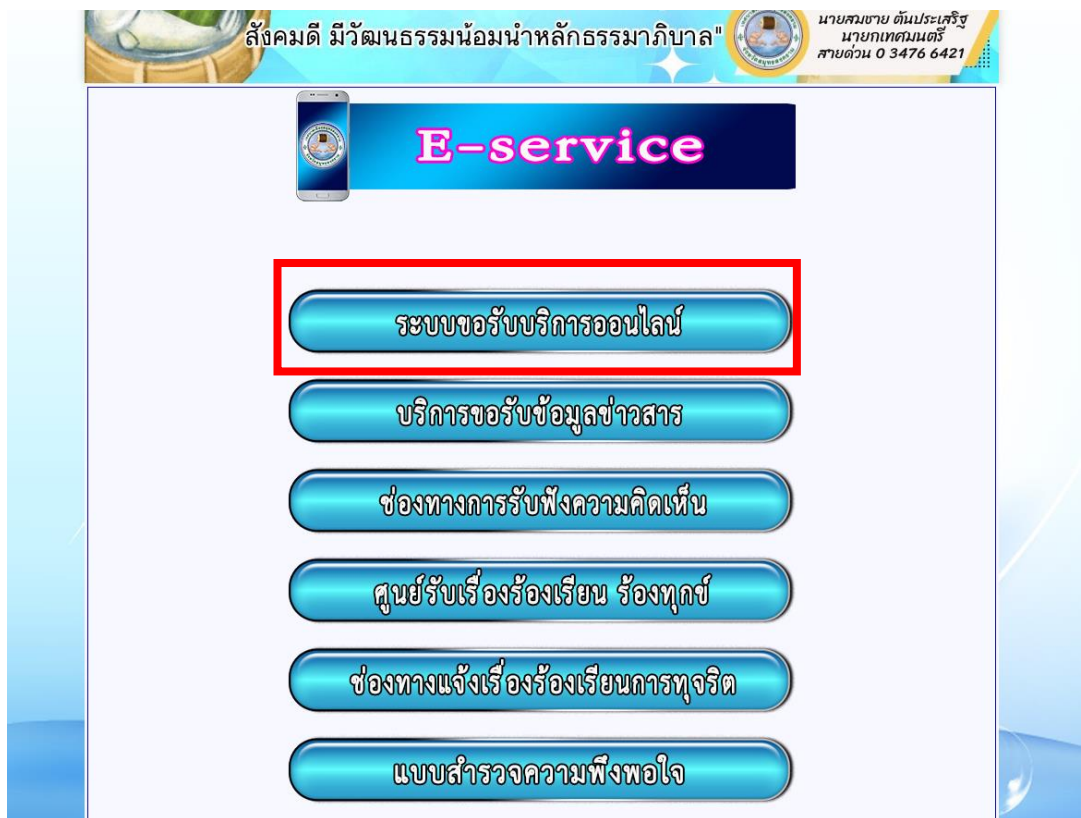 สังคมดี มีวัฒนธรรมน้อมนำหลักธรรมาภิบาล"
นายสมชาย ตันประเสริฐ
นายกเทศมนตรี
สายด่วน 0 3476 6421
E-service
ระบบขอรับบริการออนไลน์
บริการขอรับข้อมูลข่าวสาร
ช่องทางการรับฟังความคิดเห็น
ศูนย์รับเรื่องร้องเรียน ร้องทุกข์
ช่องทางแจ้งเรื่องร้องเรียนการทุจริต
แบบสำรวจความพึงพอใจ